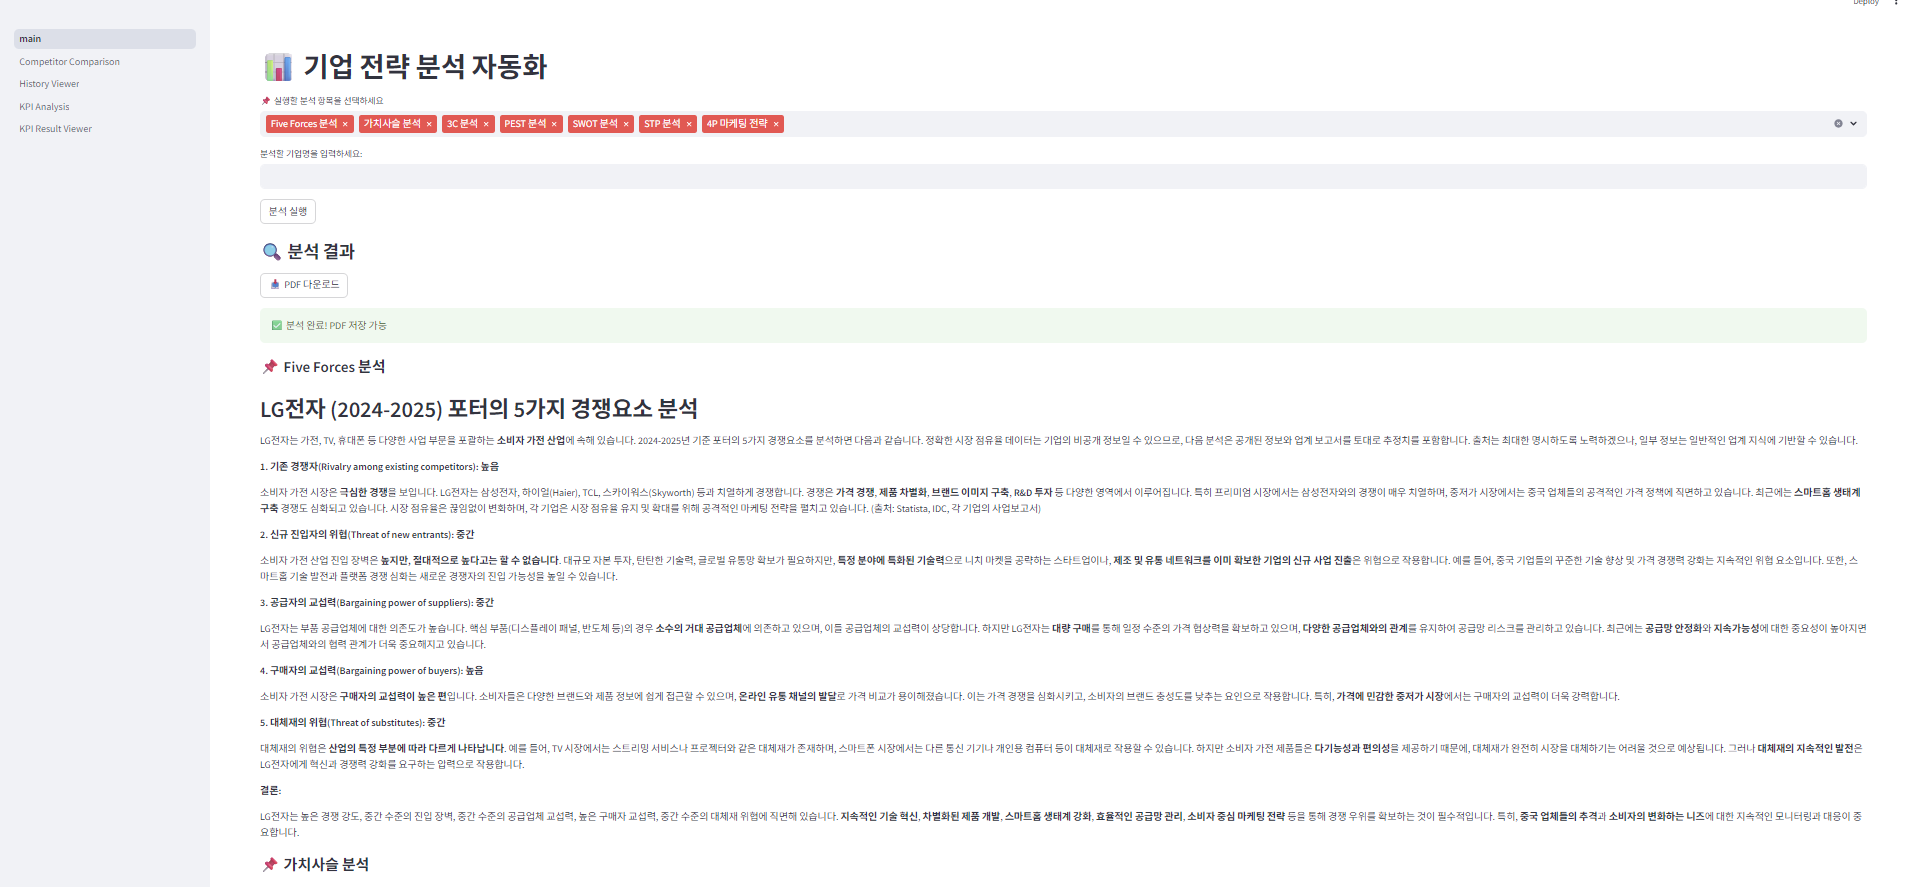 Deploy
main
Competitor Comparison
History Viewer
KPI Analysis
KPI Result Viewer
기업 전략 분석 자동화
실행할 분석 항목을 선택하세요
Five Forces 분석 × 가치사슬 분석 × 3C 분석 × PEST 분석 × SWOT 분석 × STP 분석 × 4P 마케팅 전략 ×
분석할 기업명을 입력하세요:
분석 실행
분석 결과
PDF 다운로드
분석 완료! PDF 저장 가능
Five Forces 분석
LG전자 (2024-2025) 포터의 5가지 경쟁요소 분석
LG전자는 가전, TV, 휴대폰 등 다양한 사업 부문을 포괄하는 소비자 가전 산업에 속해 있습니다. 2024-2025년 기준 포터의 5가지 경쟁요소를 분석하면 다음과 같습니다. 정확한 시장 점유율 데이터는 기업의 비공개 정보일 수 있으므로, 다음 분석은 공개된 정보와 업계 보고서를 토대로 추정치를 포함합니다. 출처는 최대한 명시하도록 노력하겠으나, 일부 정보는 일반적인 업계 지식에 기반할 수 있습니다.
1. 기존 경쟁자(Rivalry among existing competitors): 높음
소비자 가전 시장은 극심한 경쟁을 보입니다. LG전자는 삼성전자, 하이얼(Haier), TCL, 스카이워스(Skyworth) 등과 치열하게 경쟁합니다. 경쟁은 가격 경쟁, 제품 차별화, 브랜드 이미지 구축, R&D 투자 등 다양한 영역에서 이루어집니다. 특히 프리미엄 시장에서는 삼성전자와의 경쟁이 매우 치열하며, 중저가 시장에서는 중국 업체들의 공격적인 가격 정책에 직면하고 있습니다. 최근에는 스마트홈 생태계
구축 경쟁도 심화되고 있습니다. 시장 점유율은 끊임없이 변화하며, 각 기업은 시장 점유율 유지 및 확대를 위해 공격적인 마케팅 전략을 펼치고 있습니다. (출처: Statista, IDC, 각 기업의 사업보고서)
2. 신규 진입자의 위협(Threat of new entrants): 중간
소비자 가전 산업 진입 장벽은 높지만, 절대적으로 높다고는 할 수 없습니다. 대규모 자본 투자, 탄탄한 기술력, 글로벌 유통망 확보가 필요하지만, 특정 분야에 특화된 기술력으로 니치 마켓을 공략하는 스타트업이나, 제조 및 유통 네트워크를 이미 확보한 기업의 신규 사업 진출은 위협으로 작용합니다. 예를 들어, 중국 기업들의 꾸준한 기술 향상 및 가격 경쟁력 강화는 지속적인 위협 요소입니다. 또한, 스
마트홈 기술 발전과 플랫폼 경쟁 심화는 새로운 경쟁자의 진입 가능성을 높일 수 있습니다.
3. 공급자의 교섭력(Bargaining power of suppliers): 중간
LG전자는 부품 공급업체에 대한 의존도가 높습니다. 핵심 부품(디스플레이 패널, 반도체 등)의 경우 소수의 거대 공급업체에 의존하고 있으며, 이들 공급업체의 교섭력이 상당합니다. 하지만 LG전자는 대량 구매를 통해 일정 수준의 가격 협상력을 확보하고 있으며, 다양한 공급업체와의 관계를 유지하여 공급망 리스크를 관리하고 있습니다. 최근에는 공급망 안정화와 지속가능성에 대한 중요성이 높아지면
서 공급업체와의 협력 관계가 더욱 중요해지고 있습니다.
4. 구매자의 교섭력(Bargaining power of buyers): 높음
소비자 가전 시장은 구매자의 교섭력이 높은 편입니다. 소비자들은 다양한 브랜드와 제품 정보에 쉽게 접근할 수 있으며, 온라인 유통 채널의 발달로 가격 비교가 용이해졌습니다. 이는 가격 경쟁을 심화시키고, 소비자의 브랜드 충성도를 낮추는 요인으로 작용합니다. 특히, 가격에 민감한 중저가 시장에서는 구매자의 교섭력이 더욱 강력합니다.
5. 대체재의 위협(Threat of substitutes): 중간
대체재의 위협은 산업의 특정 부분에 따라 다르게 나타납니다. 예를 들어, TV 시장에서는 스트리밍 서비스나 프로젝터와 같은 대체재가 존재하며, 스마트폰 시장에서는 다른 통신 기기나 개인용 컴퓨터 등이 대체재로 작용할 수 있습니다. 하지만 소비자 가전 제품들은 다기능성과 편의성을 제공하기 때문에, 대체재가 완전히 시장을 대체하기는 어려울 것으로 예상됩니다. 그러나 대체재의 지속적인 발전은
LG전자에게 혁신과 경쟁력 강화를 요구하는 압력으로 작용합니다.
결론:
LG전자는 높은 경쟁 강도, 중간 수준의 진입 장벽, 중간 수준의 공급업체 교섭력, 높은 구매자 교섭력, 중간 수준의 대체재 위협에 직면해 있습니다. 지속적인 기술 혁신, 차별화된 제품 개발, 스마트홈 생태계 강화, 효율적인 공급망 관리, 소비자 중심 마케팅 전략 등을 통해 경쟁 우위를 확보하는 것이 필수적입니다. 특히, 중국 업체들의 추격과 소비자의 변화하는 니즈에 대한 지속적인 모니터링과 대응이 중
요합니다.
가치사슬 분석